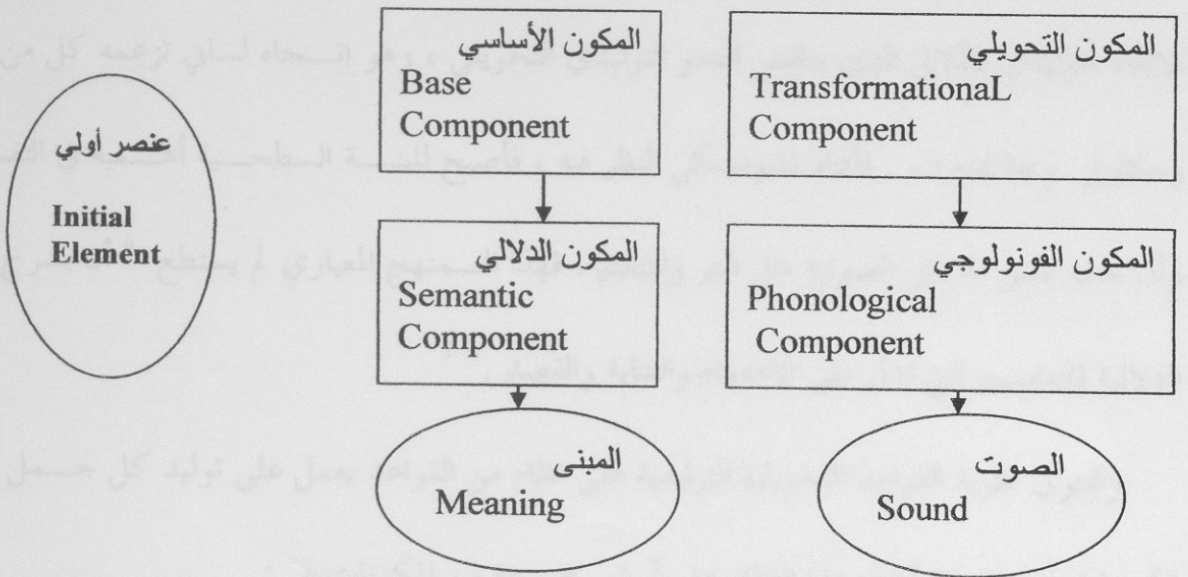 عنصر أولي
Initial
Element
المكون الأساسي
Base
Component
المكون التحويلي
TransformationaL
Component
المكون الدلالي
Semantic
Component
المكون الفونولوجي
Phonological
Component
المبنى
Meaning
الصوت
Sound